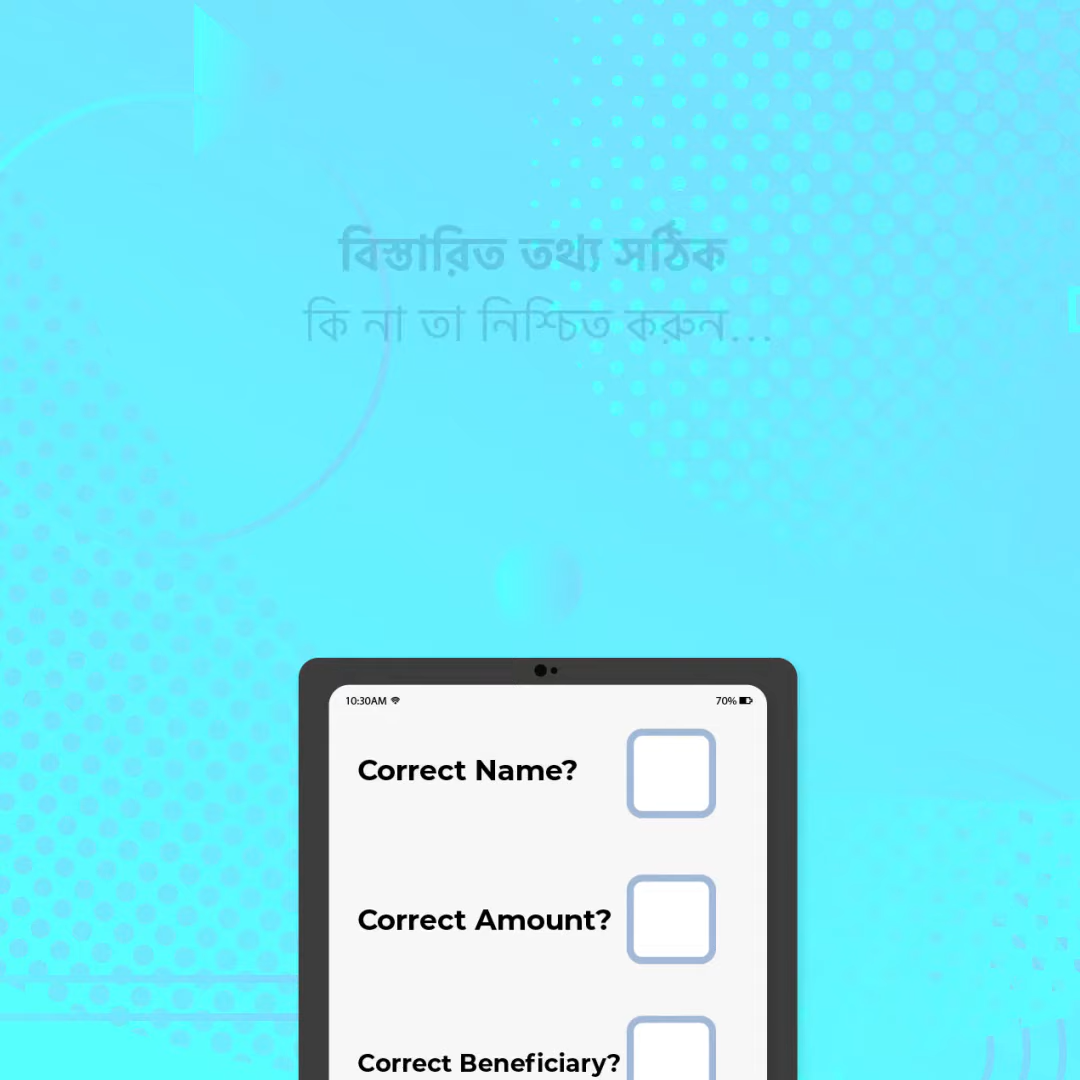 বিস্তারিত তথ্য সঠিক
কি না তা নিশ্চিত করুন...
10:30AM 70%
Correct Name?
Correct Amount?
Correct Beneficiary?